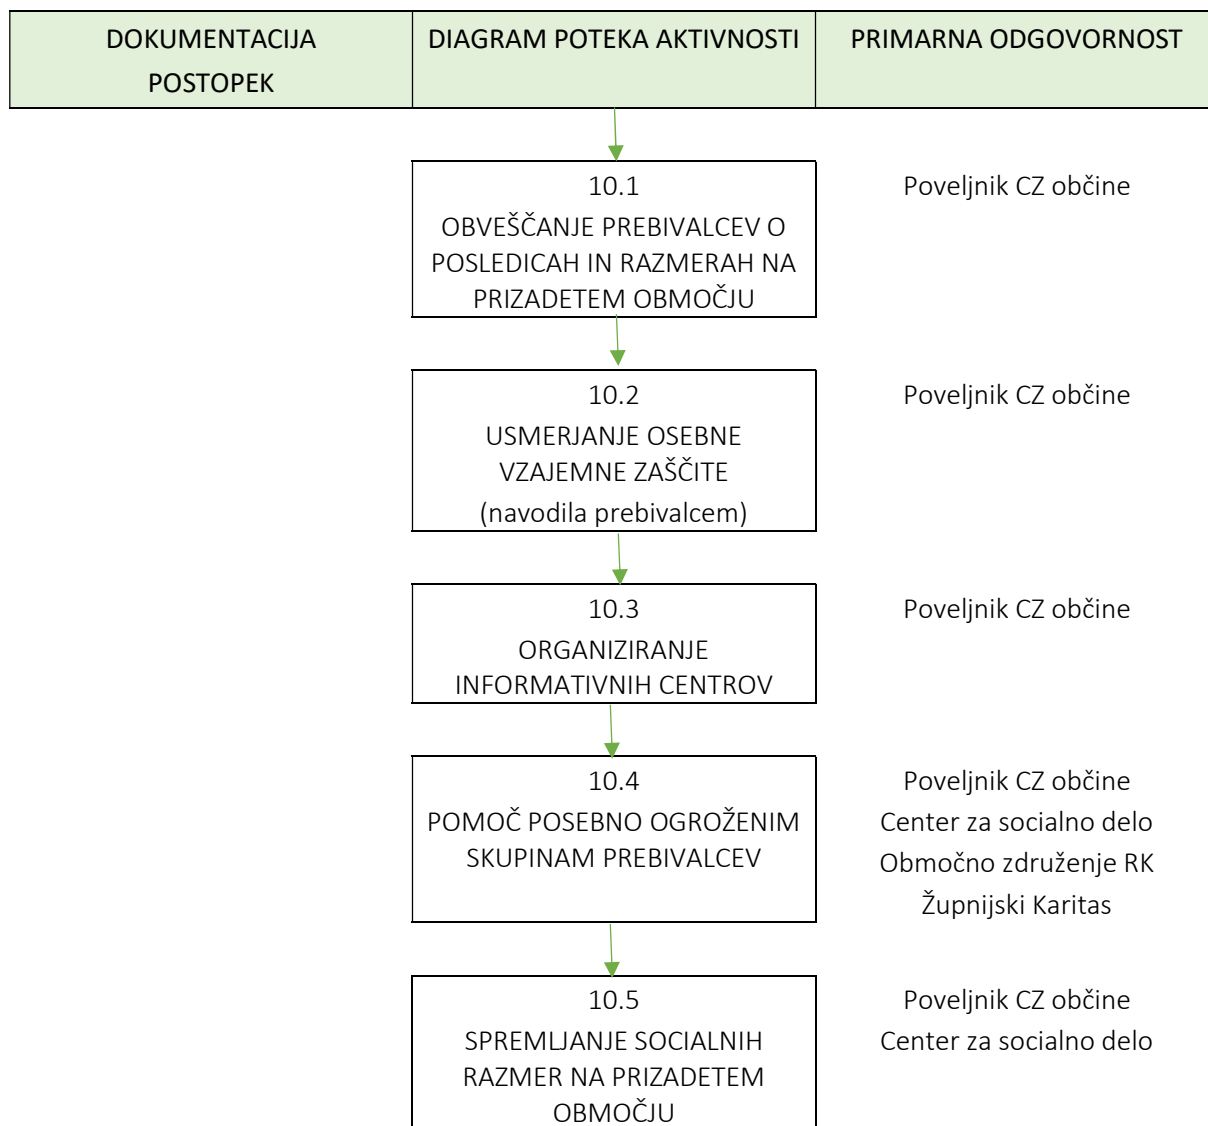 DOKUMENTACIJA
POSTOPEK
DIAGRAM POTEKA AKTIVNOSTI
PRIMARNA ODGOVORNOST
10.1
OBVEŠČANJE PREBIVALCEV O
POSLEDICAH IN RAZMERAH NA
PRIZADETEM OBMOČJU
Poveljnik CZ občine
10.2
USMERJANJE OSEBNE
VZAJEMNE ZAŠČITE
(navodila prebivalcem)
Poveljnik CZ občine
10.3
ORGANIZIRANJE
INFORMATIVNIH CENTROV
Poveljnik CZ občine
10.4
POMOČ POSEBNO OGROŽENIM
SKUPINAM PREBIVALCEV
Poveljnik CZ občine
Center za socialno delo
Območno združenje RK
Župnijski Karitas
10.5
SPREMLJANJE SOCIALNIH
RAZMER NA PRIZADETEM
OBMOČJU
Poveljnik CZ občine
Center za socialno delo